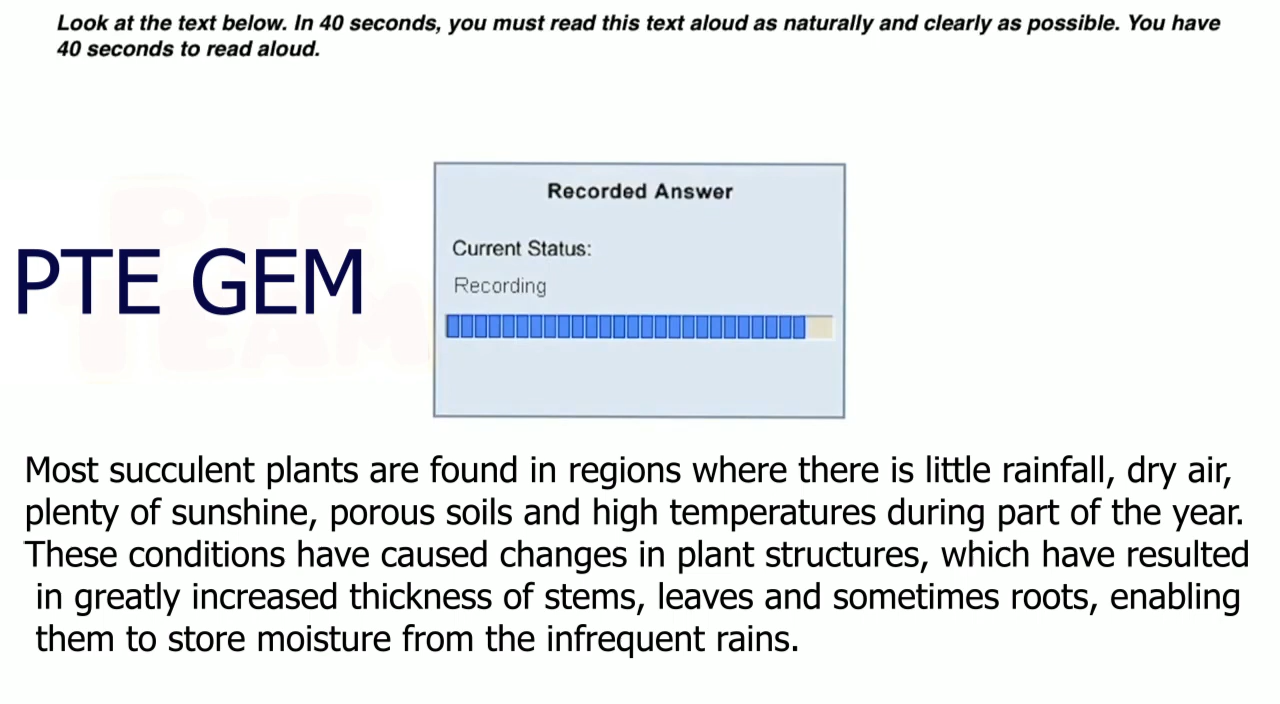 Look at the text below. In 40 seconds, you must read this text aloud as naturally and clearly as possible. You have
40 seconds to read aloud.
Recorded Answer
PTE
TEAM
PTE GEM
Current Status:
Recording
Most succulent plants are found in regions where there is little rainfall, dry air,
plenty of sunshine, porous soils and high temperatures during part of the year.
These conditions have caused changes in plant structures, which have resulted
in greatly increased thickness of stems, leaves and sometimes roots, enabling
them to store moisture from the infrequent rains.